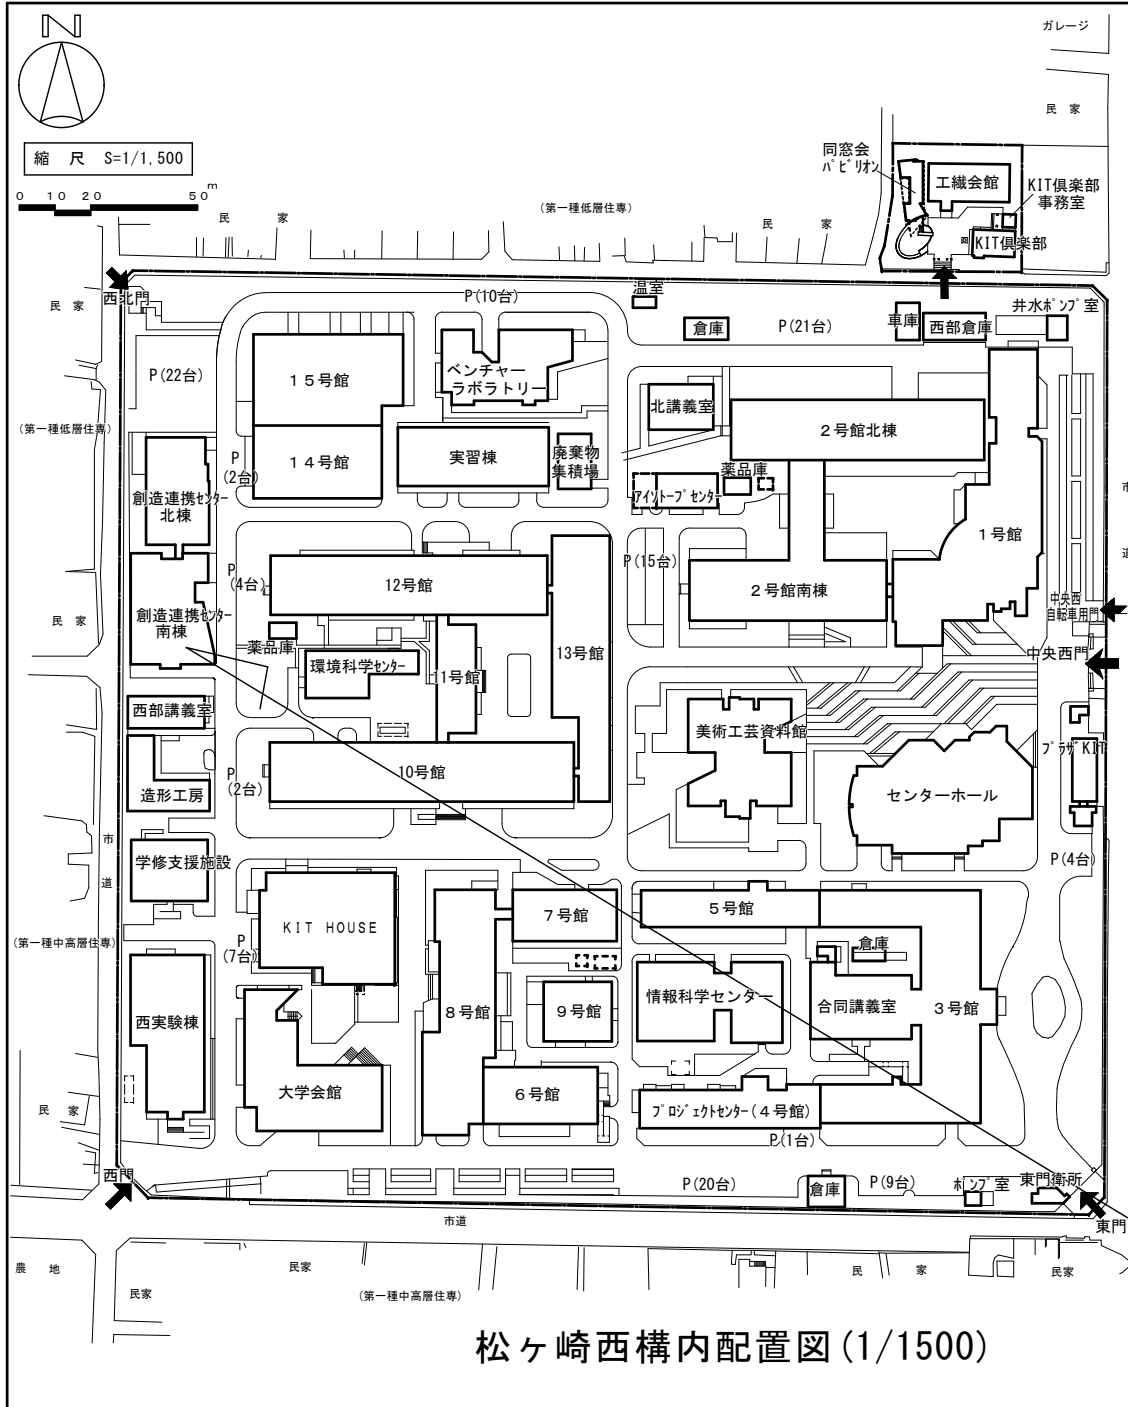 N
縮 尺 S=1/1,500
0 10 20 50 m
ガレージ
民 家
同窓会
パビリオン
工繊会館
KIT倶楽部
事務室
KIT倶楽部
(第一種低層住専)
民 家
民 家
西北門
民 家
P(10台)
温室
倉庫
P(21台)
車庫
西部倉庫
井水ポンプ室
P(22台)
15号館
ベンチャー
ラボラトリー
北講義室
2号館北棟
(第一種低層住専)
14号館
P
(2台)
実習棟
廃棄物
集積場
薬品庫
アイソトープセンター
創造連携センター
北棟
1号館
市
道
P
(4台)
12号館
P(15台)
2号館南棟
中央西
自転車用門
民 家
創造連携センター
南棟
薬品庫
環境科学センター
11号館
13号館
中央西門
西部講義室
美術工芸資料館
プラザKIT
造形工房
P
(2台)
10号館
センターホール
市
道
学修支援施設
P(4台)
KIT HOUSE
7号館
5号館
(第一種中高層住専)
P
(7台)
倉庫
西実験棟
8号館
9号館
情報科学センター
合同講義室
3号館
大学会館
6号館
プロジェクトセンター(4号館)
民 家
P(1台)
西門
P(20台)
倉庫
P(9台)
ポンプ室
東門衛所
東門
市道
農 地
民家
民家
(第一種中高層住専)
民 家
民家
松ヶ崎西構内配置図(1/1500)